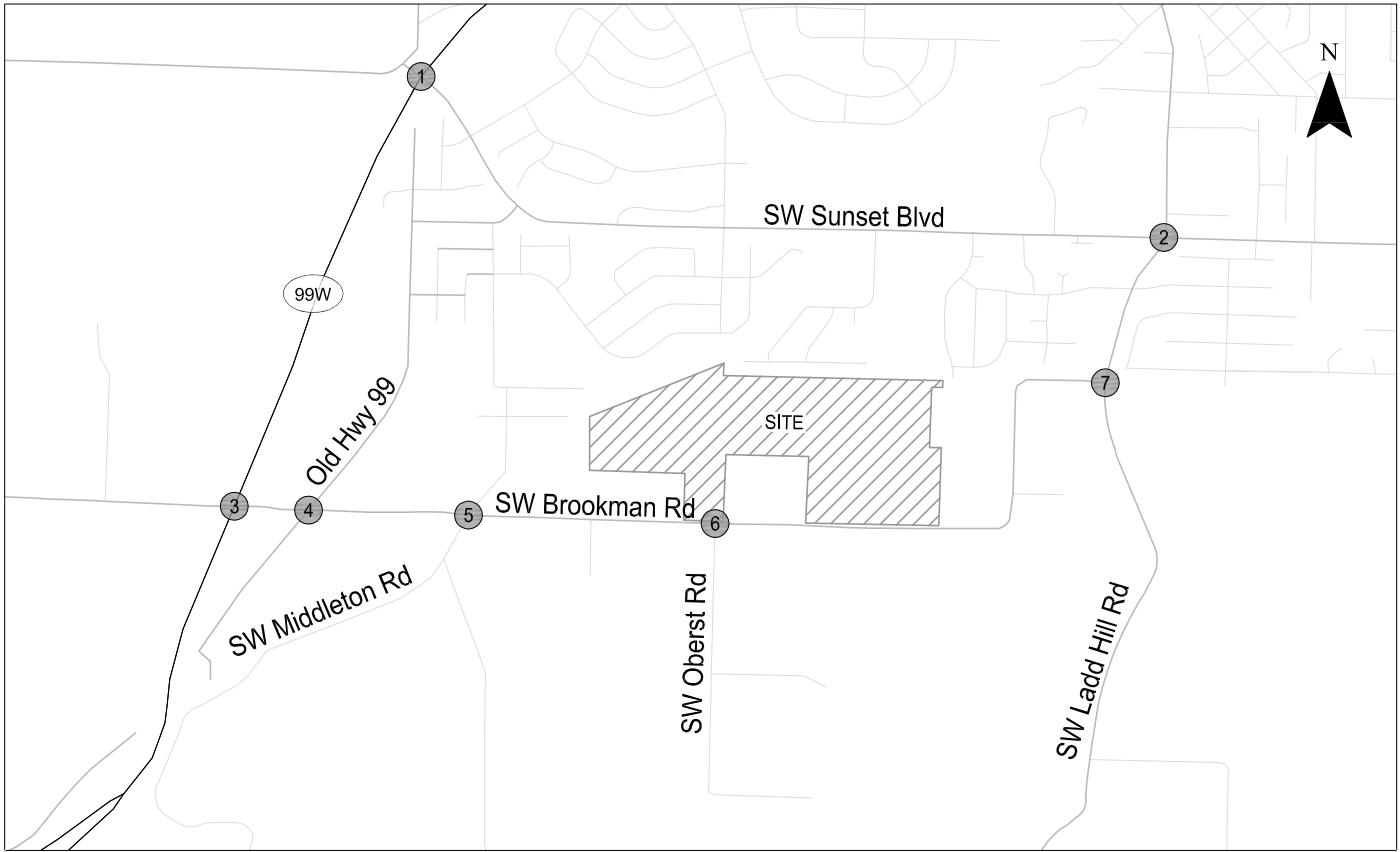 N
1
SW Sunset Blvd
2
99W
7
Old Hwy 99
SITE
3
4
5
SW Brookman Rd
6
SW Middleton Rd
SW Oberst Rd
SW Ladd Hill Rd